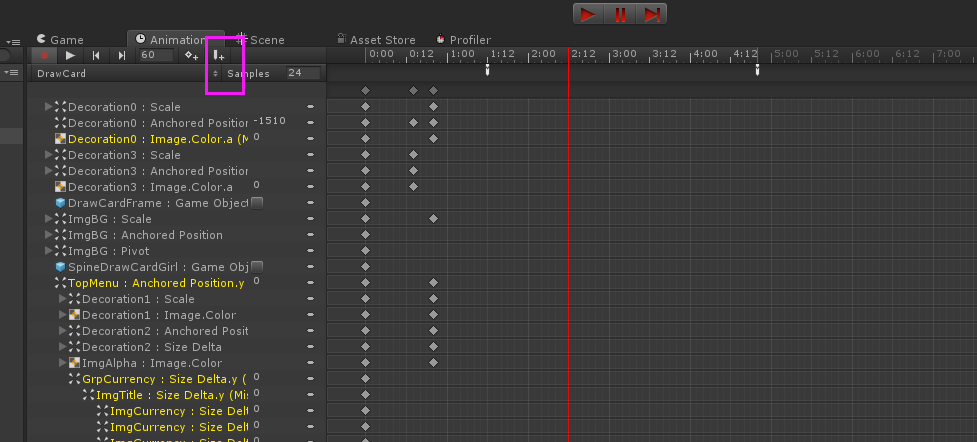 Game
Animation
Scene
Asset Store
Profiler
60
0:00
0:12
1:00
1:12
2:00
2:12
3:00
3:12
4:00
4:12
5:00
5:12
6:00
6:12
7:00
DrawCard
Samples
24
Decoration0 : Scale
Decoration0 : Anchored Position
-1510
Decoration0 : Image.Color.a (M
0
Decoration3 : Scale
Decoration3 : Anchored Position
Decoration3 : Image.Color.a
0
DrawCardFrame : Game Object
ImgBG : Scale
ImgBG : Anchored Position
ImgBG : Pivot
SpineDrawCardGirl : Game Obj
TopMenu : Anchored Position.y
0
Decoration1 : Scale
Decoration1 : Image.Color
Decoration2 : Anchored Posit
Decoration2 : Size Delta
ImgAlpha : Image.Color
GrpCurrency : Size Delta.y (
0
ImgTitle : Size Delta.y (Mis
0
ImgCurrency : Size Delt
0
ImgCurrency : Size Delt
0
ImgCurrency : Size Delt
0